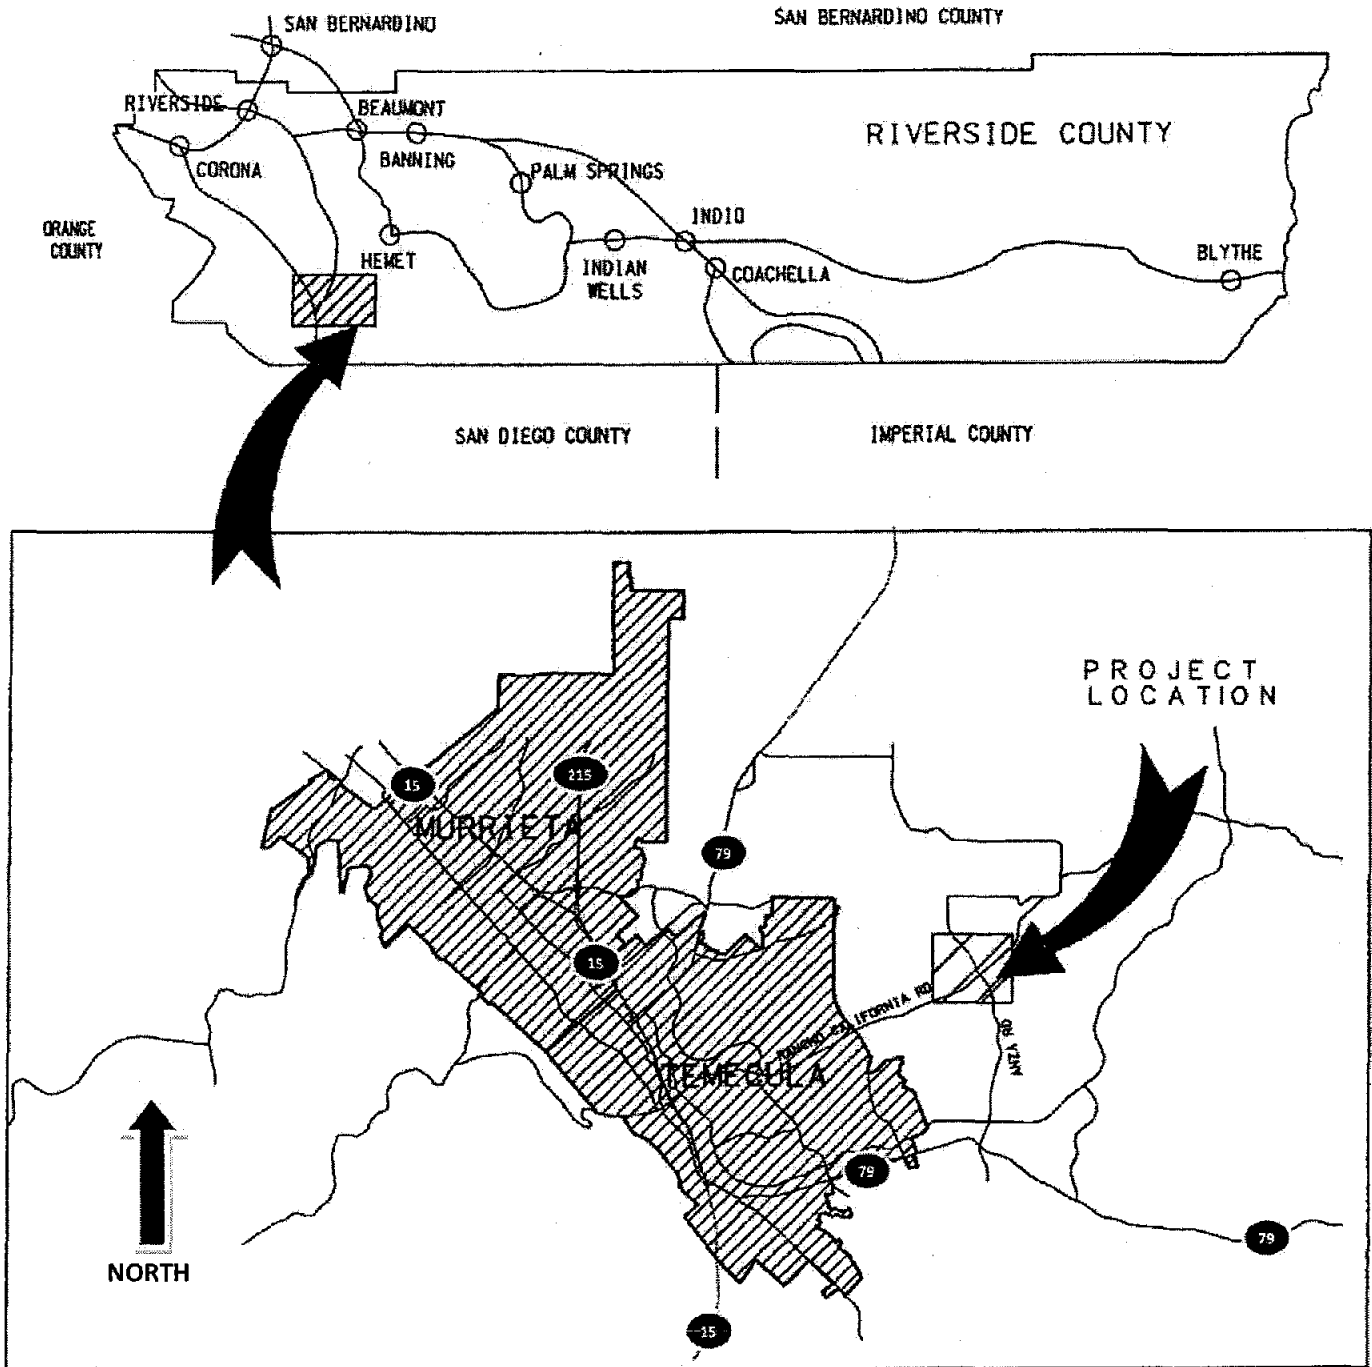 SAN BERNARDINO
SAN BERNARDINO COUNTY
RIVERSIDE
BEAUMONT
RIVERSIDE COUNTY
BANNING
CORONA
PALM SPRINGS
INDIO
ORANGE
COUNTY
HEMET
INDIAN
WELLS
COACHELLA
BLYTHE
SAN DIEGO COUNTY
IMPERIAL COUNTY
PROJECT
LOCATION
15
215
MURRIETA
79
15
RANCHO CALIFORNIA RD
ANZA RD
TEMECULA
79
79
NORTH
15